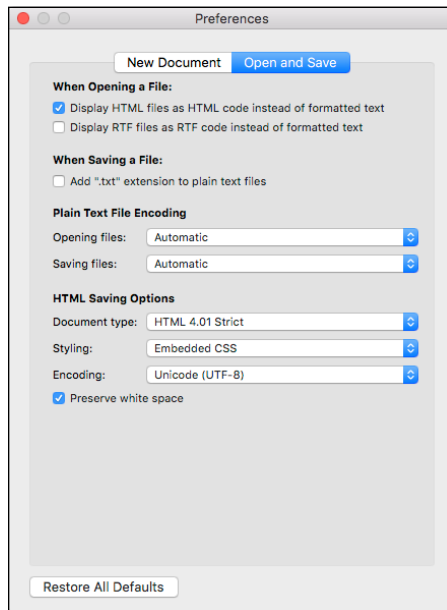 Preferences
New Document Open and Save
When Opening a File:
Display HTML files as HTML code instead of formatted text
Display RTF files as RTF code instead of formatted text
When Saving a File:
Add ".txt" extension to plain text files
Plain Text File Encoding
Opening files: Automatic
Saving files: Automatic
HTML Saving Options
Document type: HTML 4.01 Strict
Styling: Embedded CSS
Encoding: Unicode (UTF-8)
Preserve white space
Restore All Defaults